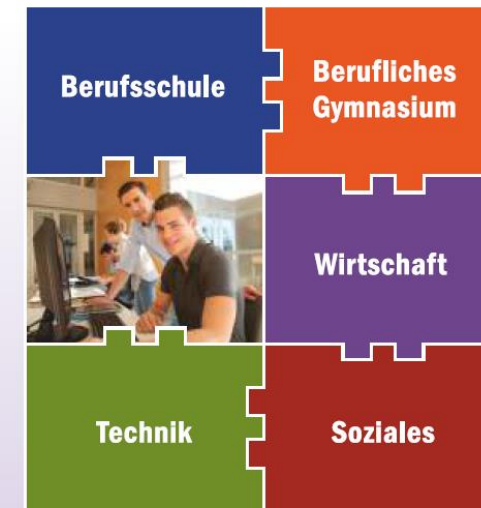 Berufsschule
Berufliches
Gymnasium
Wirtschaft
Technik
Soziales